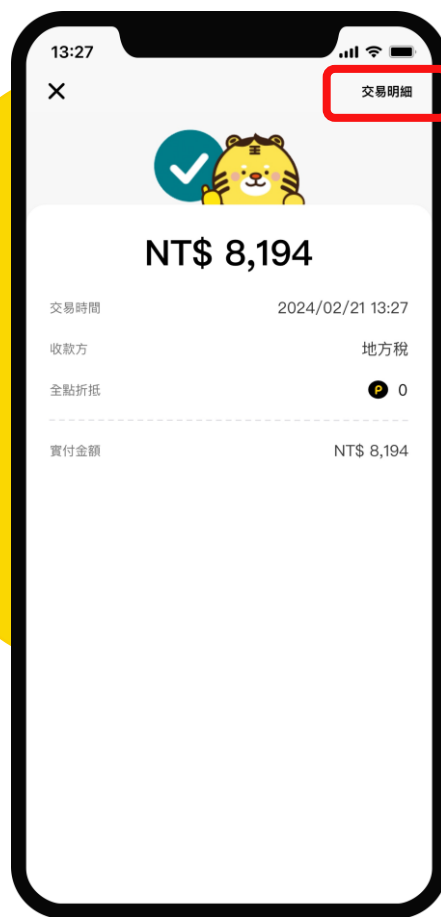 13:27
交易明細
王
NT$ 8,194
交易時間 2024/02/21 13:27
收款方 地方稅
全點折抵 P 0
實付金額 NT$ 8,194